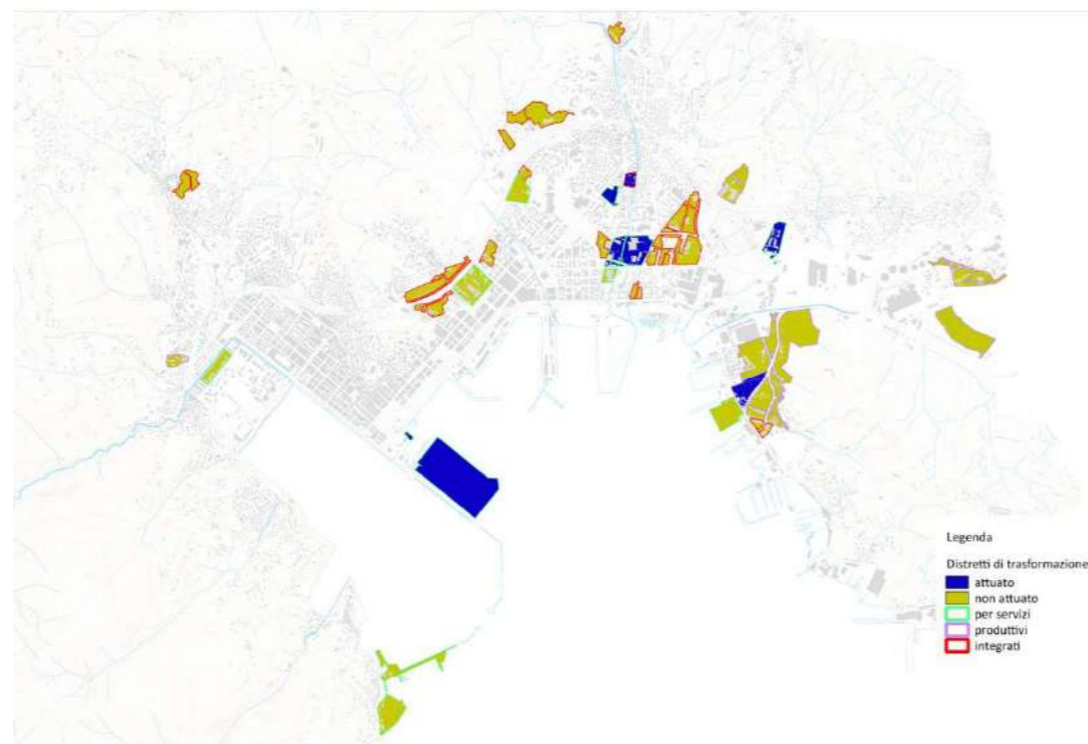 Legenda
Distretti di trasformazione
attuato
non attuato
per servizi
produttivi
integrati